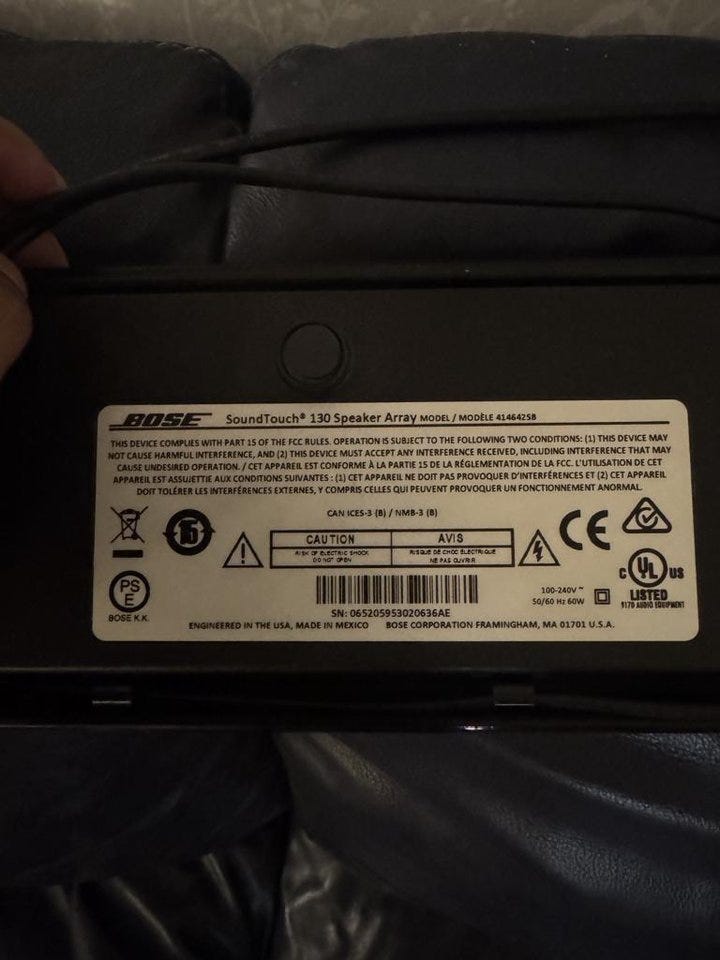 BOSE SoundTouch® 130 Speaker Array MODEL / MODÈLE 414642SB
THIS DEVICE COMPLIES WITH PART 15 OF THE FCC RULES. OPERATION IS SUBJECT TO THE FOLLOWING TWO CONDITIONS: (1) THIS DEVICE MAY
NOT CAUSE HARMFUL INTERFERENCE, AND (2) THIS DEVICE MUST ACCEPT ANY INTERFERENCE RECEIVED, INCLUDING INTERFERENCE THAT MAY
CAUSE UNDESIRED OPERATION. / CET APPAREIL EST CONFORME À LA PARTIE 15 DE LA RÉGLEMENTATION DE LA FCC. L'UTILISATION DE CET
APPAREIL EST ASSUJETTIE AUX CONDITIONS SUIVANTES : (1) CET APPAREIL NE DOIT PAS PROVOQUER D'INTERFÉRENCES ET (2) CET APPAREIL
DOIT TOLÉRER LES INTERFÉRENCES EXTERNES, Y COMPRIS CELLES QUI PEUVENT PROVOQUER UN FONCTIONNEMENT ANORMAL.
CAN ICES-3 (B) / NMB-3 (B)
15
CAUTION AVIS
RISK OF ELECTRIC SHOCK RISQUE DE CHOC ÉLECTRIQUE
DO NOT OPEN NE PAS OUVRIR
CE
PS
E
BOSE K.K.
100-240V ~
50/60 Hz 60W
C UL US
LISTED
917D AUDIO EQUIPMENT
SN: 065205953020636AE
ENGINEERED IN THE USA, MADE IN MEXICO BOSE CORPORATION FRAMINGHAM, MA 01701 U.S.A.